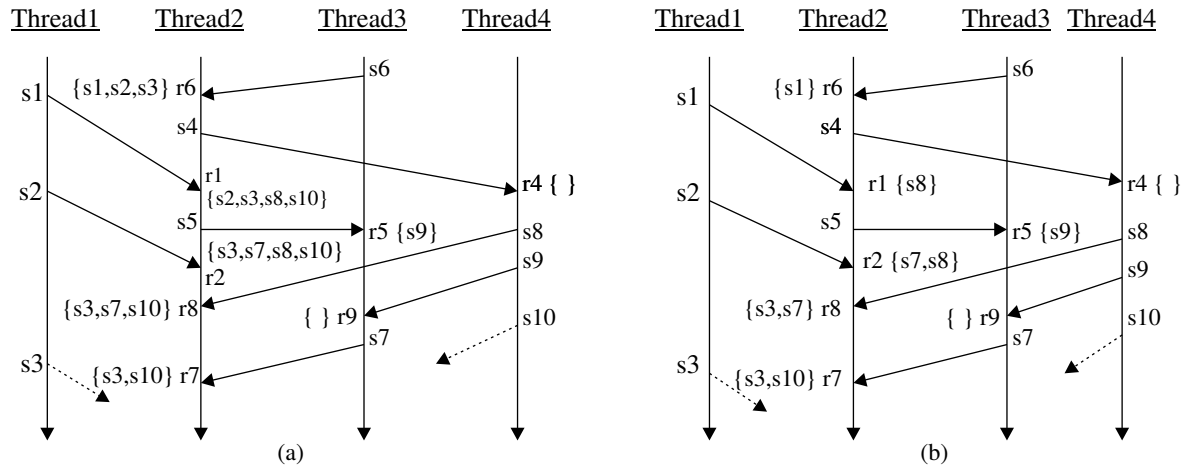 Thread1 Thread2 Thread3 Thread4
s6
{s1,s2,s3} r6
s1
s4
r1
r4 { }
s2
{s2,s3,s8,s10}
s5
r5 {s9}
s8
{s3,s7,s8,s10}
s9
r2
{s3,s7,s10} r8
{ } r9
s10
s7
s3
{s3,s10} r7
(a)
Thread1 Thread2 Thread3 Thread4
s6
{s1} r6
s1
s4
r1 {s8}
r4 { }
s2
s5
r5 {s9}
s8
r2 {s7,s8}
s9
{s3,s7} r8
{ } r9
s10
s7
s3
{s3,s10} r7
(b)